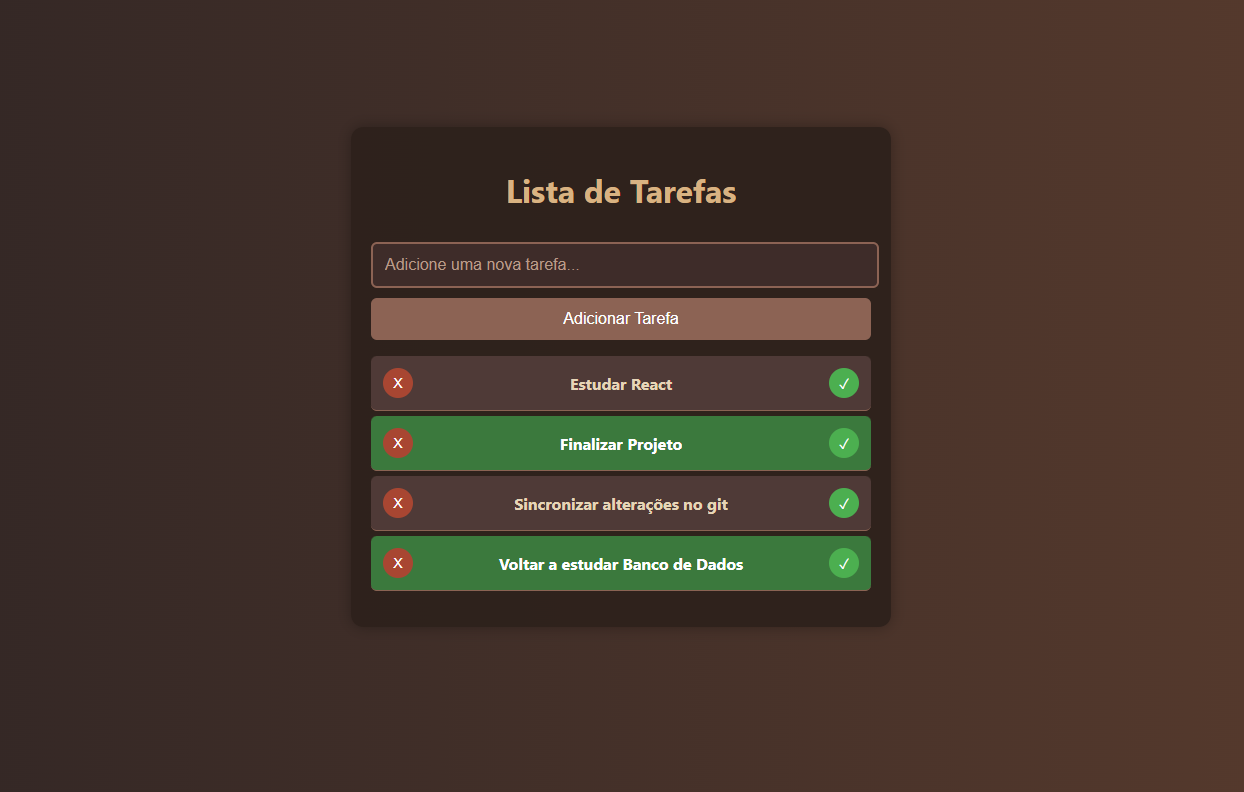 Lista de Tarefas
Adicione uma nova tarefa...
Adicionar Tarefa
X Estudar React ✓
X Finalizar Projeto ✓
X Sincronizar alterações no git ✓
X Voltar a estudar Banco de Dados ✓